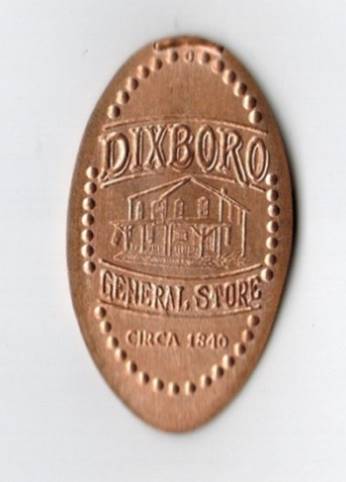 DIXBORO
GENERAL STORE
CIRCA 1840